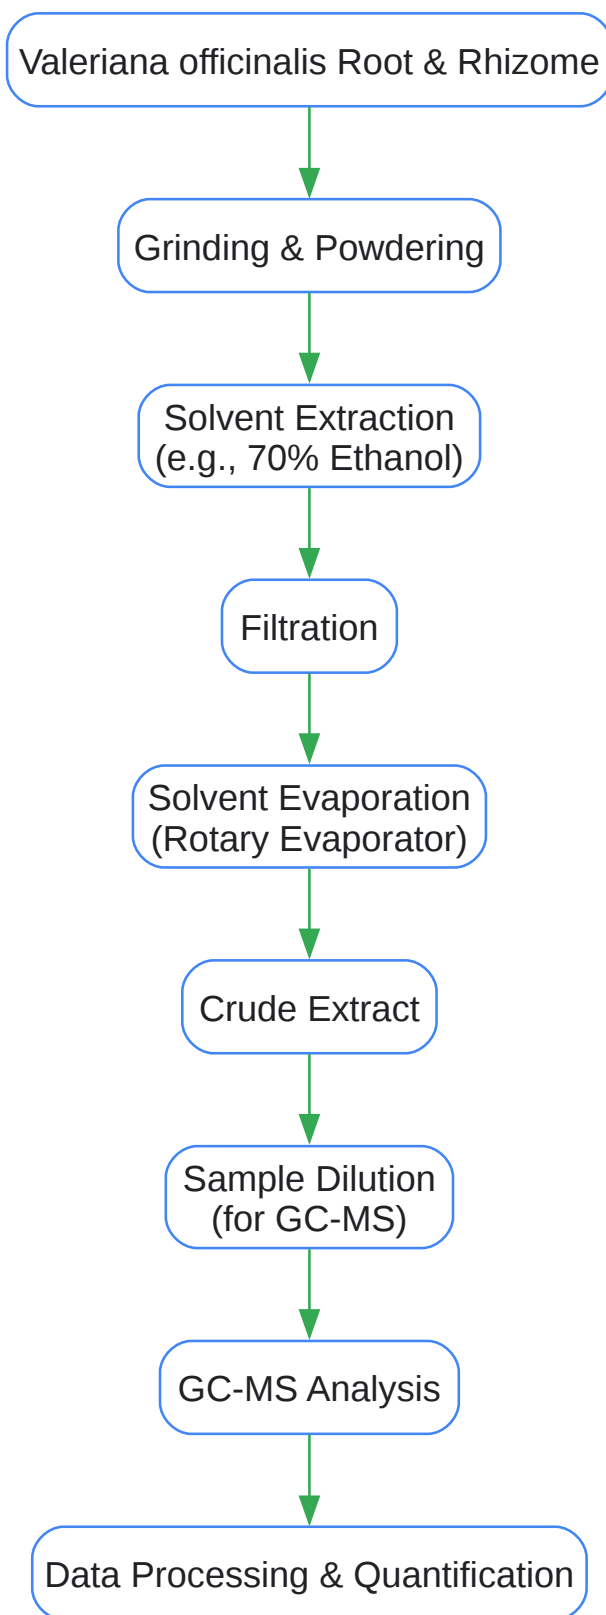 Valeriana officinalis Root & Rhizome
Grinding & Powdering
Solvent Extraction
(e.g., 70% Ethanol)
Filtration
Solvent Evaporation
(Rotary Evaporator)
Crude Extract
Sample Dilution
(for GC-MS)
GC-MS Analysis
Data Processing & Quantification